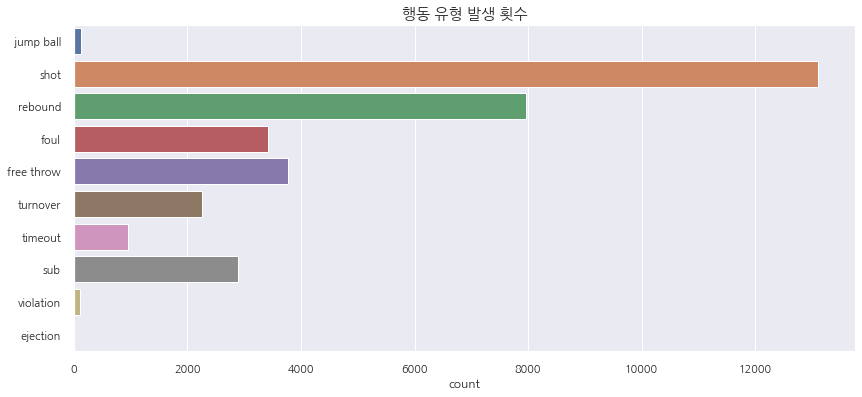 행동 유형 발생 횟수
jump ball
shot
rebound
foul
free throw
turnover
timeout
sub
violation
ejection
0 2000 4000 6000 8000 10000 12000
count